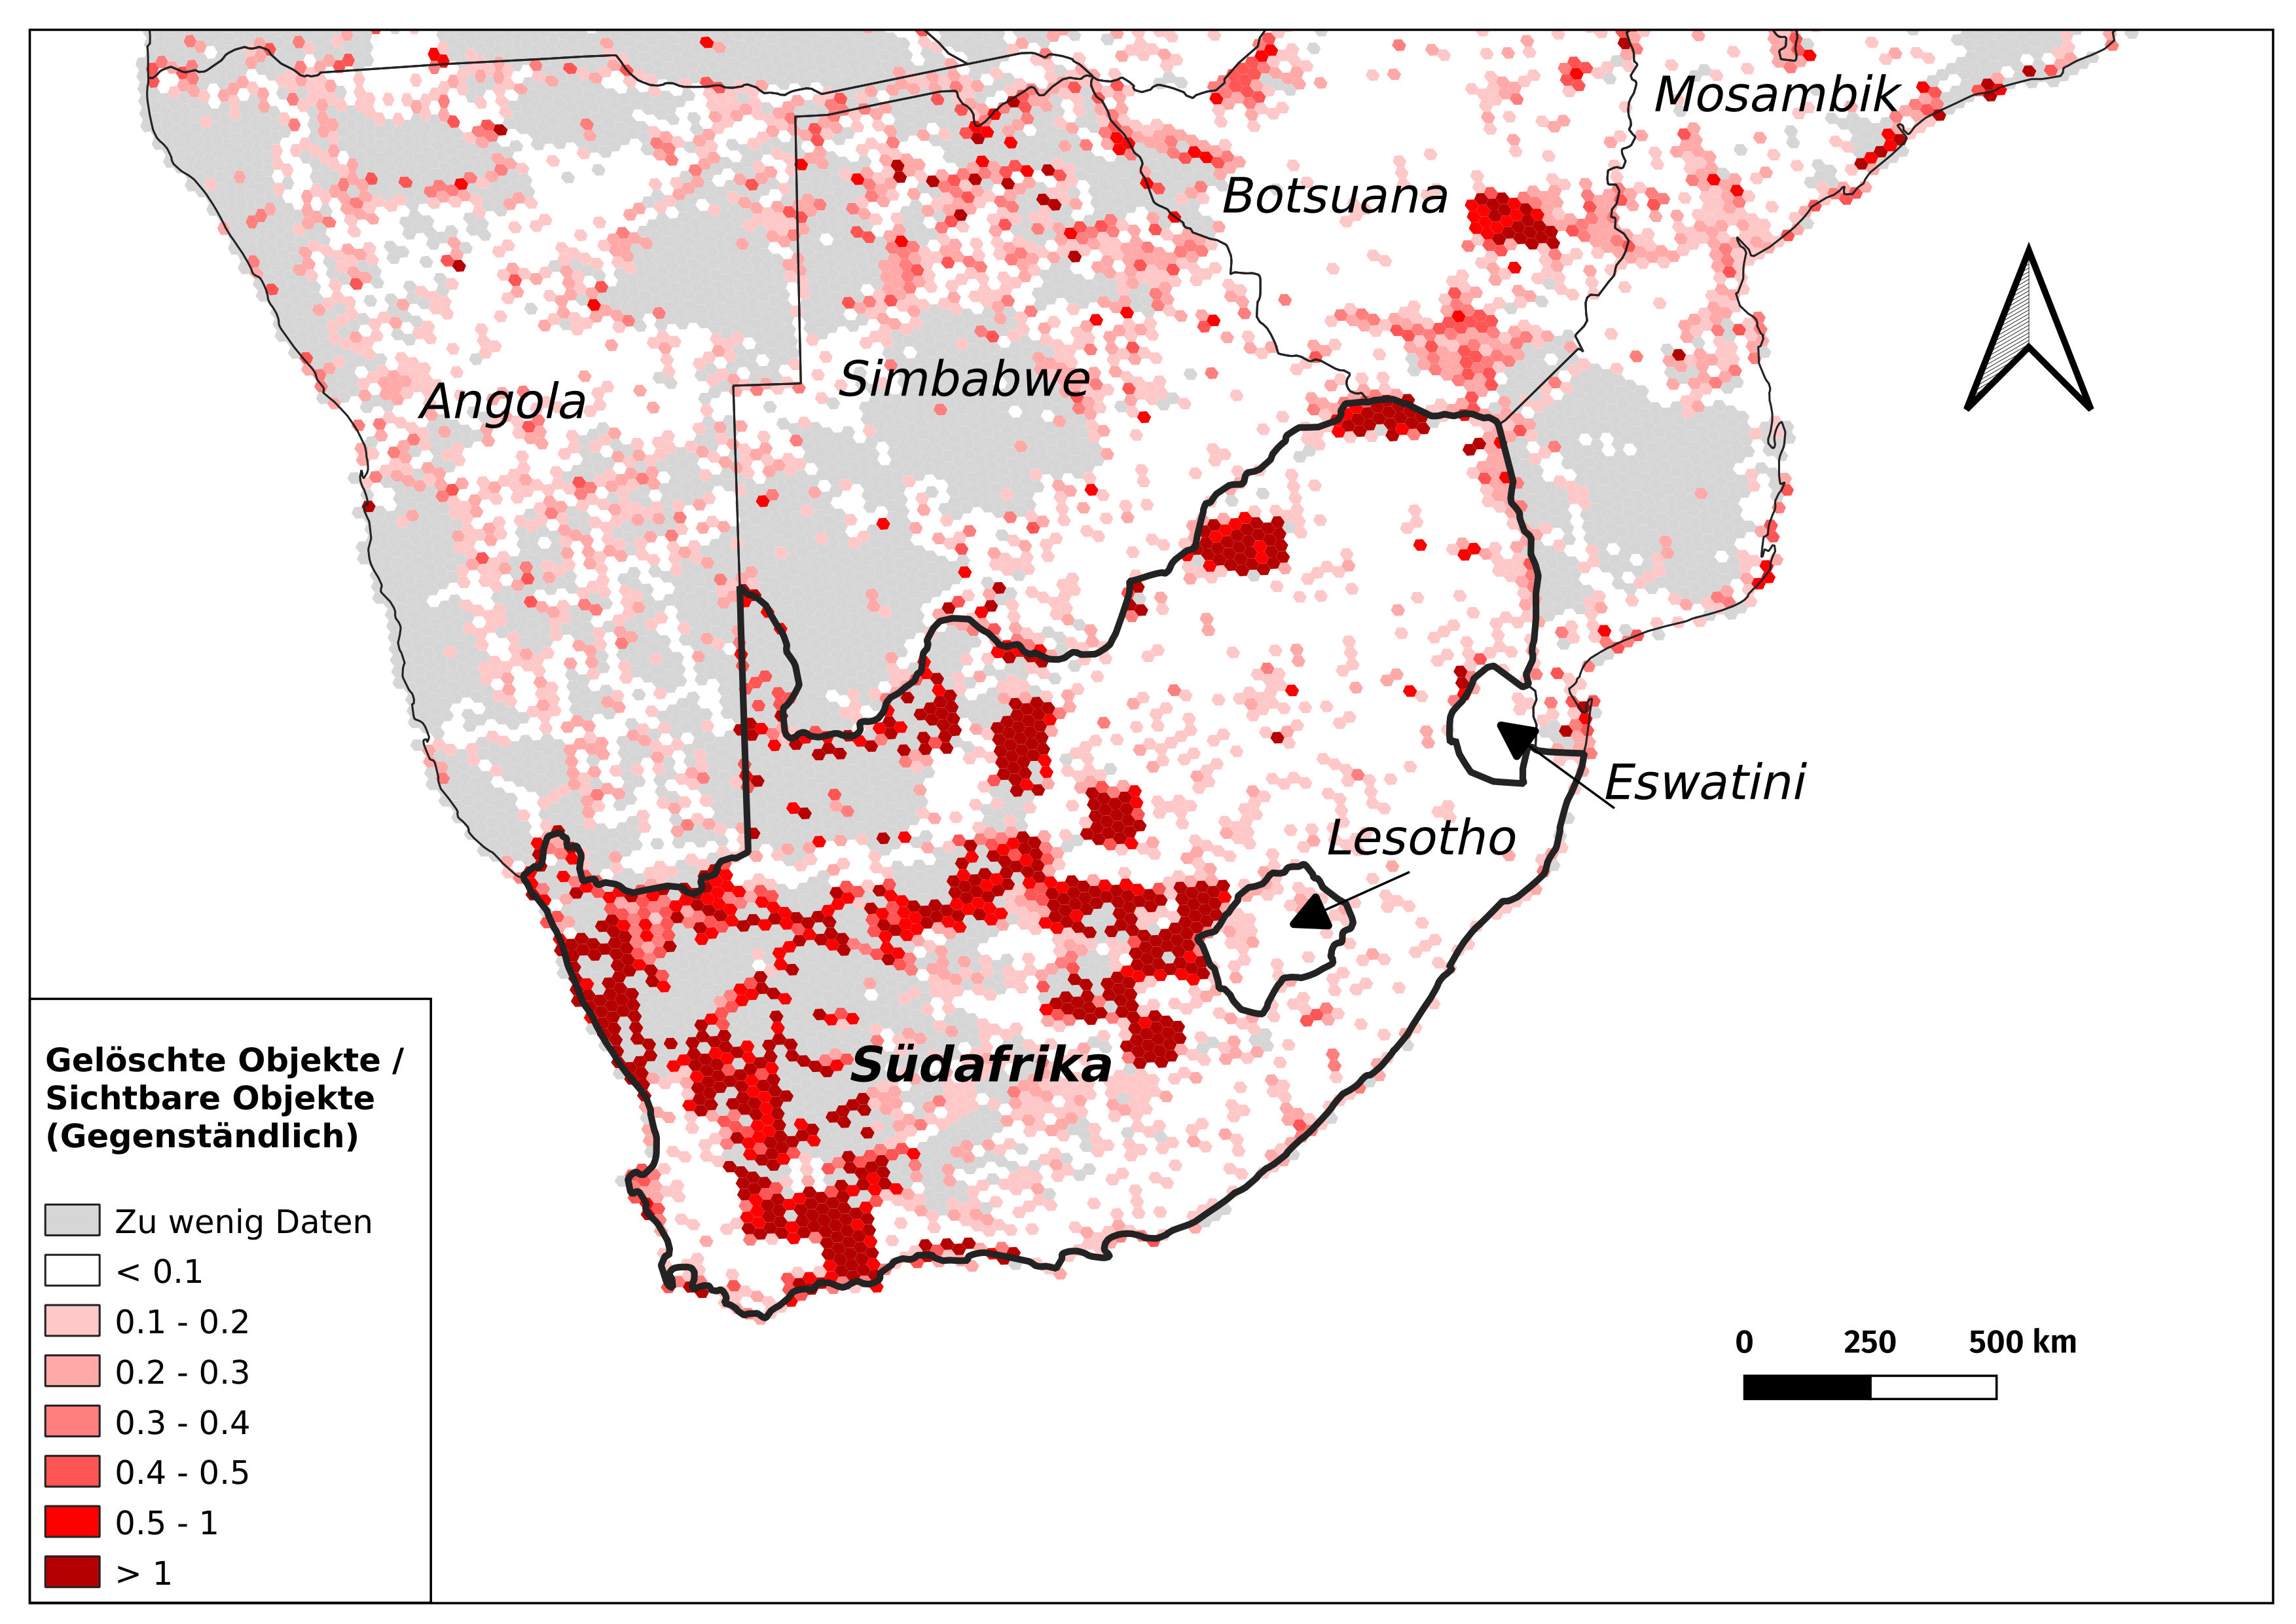 Mosambik
Botsuana
Simbabwe
Angola
Eswatini
Lesotho
Südafrika
Gelöschte Objekte /
Sichtbare Objekte
(Gegenständlich)
Zu wenig Daten
< 0.1
0.1 - 0.2
0.2 - 0.3
0.3 - 0.4
0.4 - 0.5
0.5 - 1
> 1
0 250 500 km